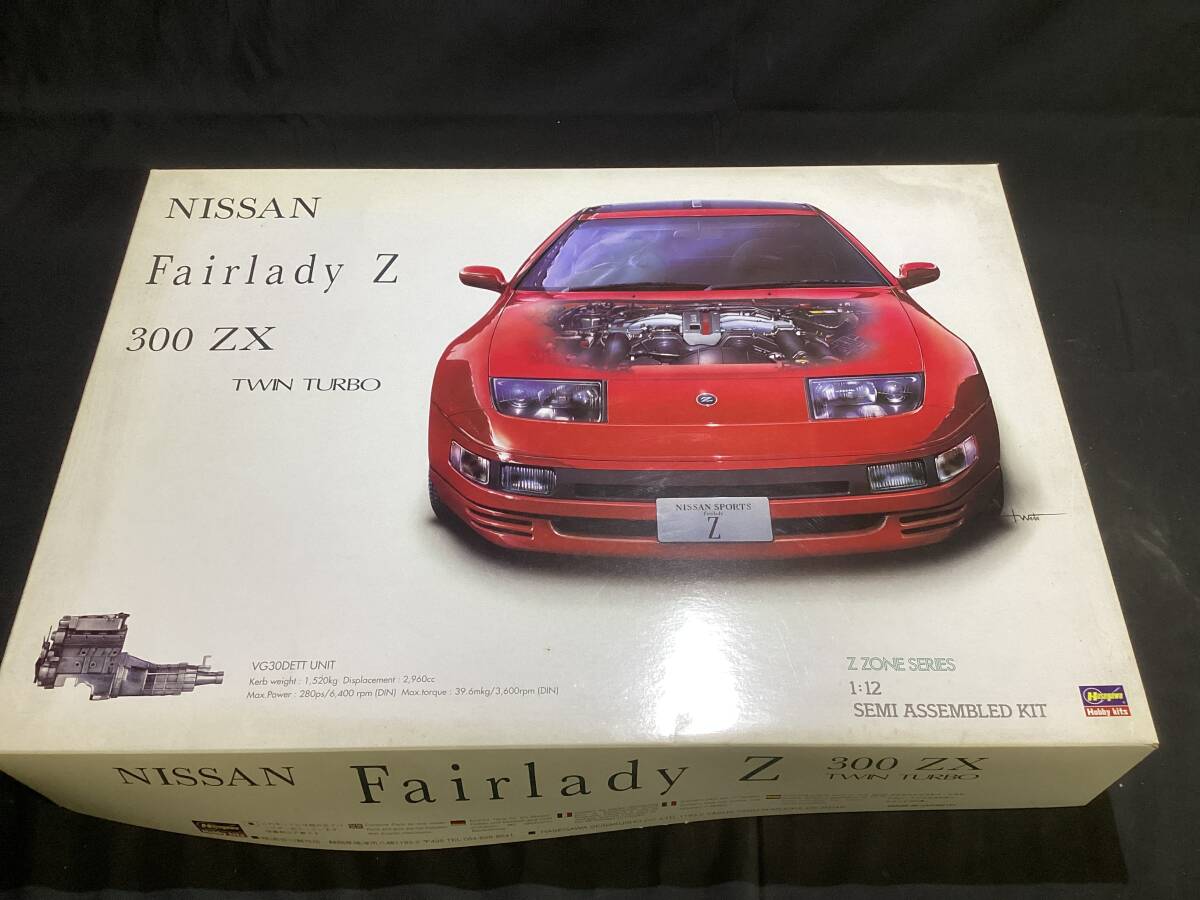 NISSAN
Fairlady Z
300 ZX
TWIN TURBO
NISSAN SPORTS
Fairlady
Z
VG30DETT UNIT
Kerb weight : 1,520kg Displacement : 2,960cc
Max.Power : 280ps/6,400 rpm (DIN) Max.torque : 39.6mkg/3,600rpm (DIN)
Z ZONE SERIES
1:12
SEMI ASSEMBLED KIT
Hasegawa
Hobby kits
NISSAN Fairlady Z 300 ZX
TWIN TURBO